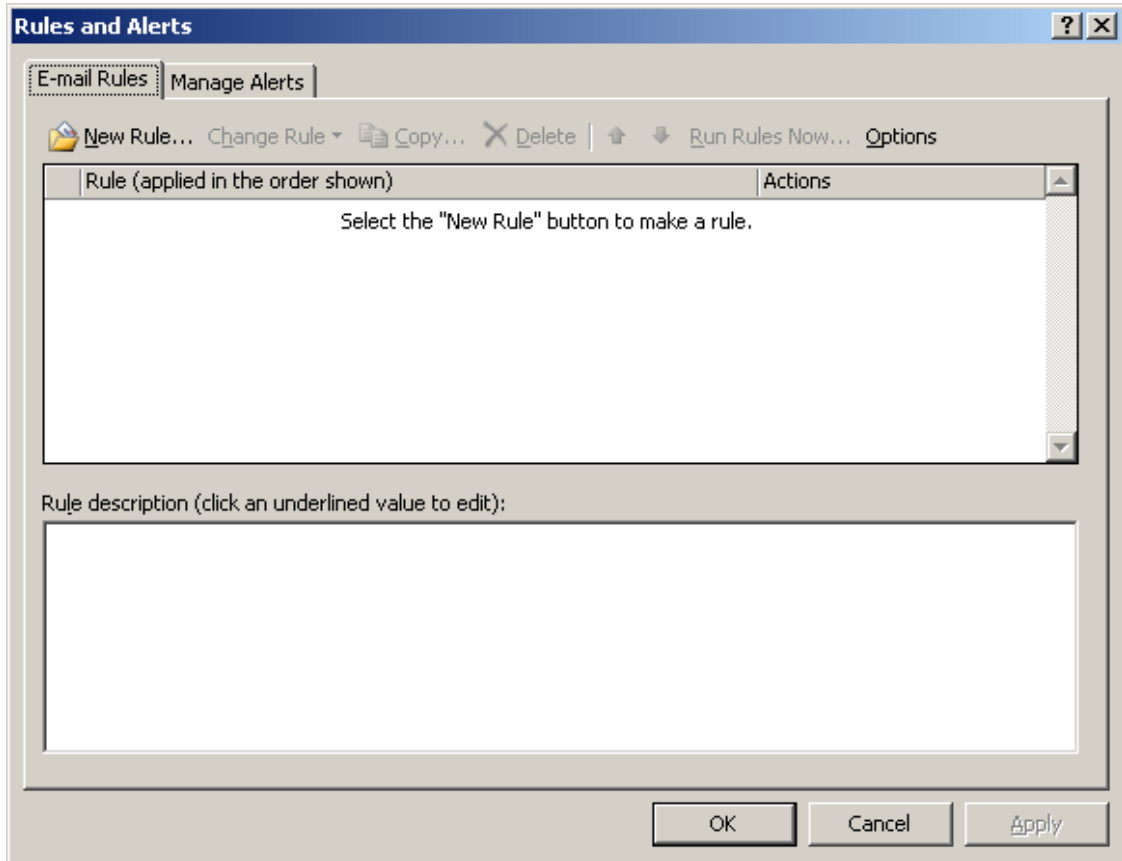 Rules and Alerts
E-mail Rules Manage Alerts
New Rule... Change Rule Copy... Delete Run Rules Now... Options
Rule (applied in the order shown) Actions
Select the "New Rule" button to make a rule.
Rule description (click an underlined value to edit):
OK Cancel Apply